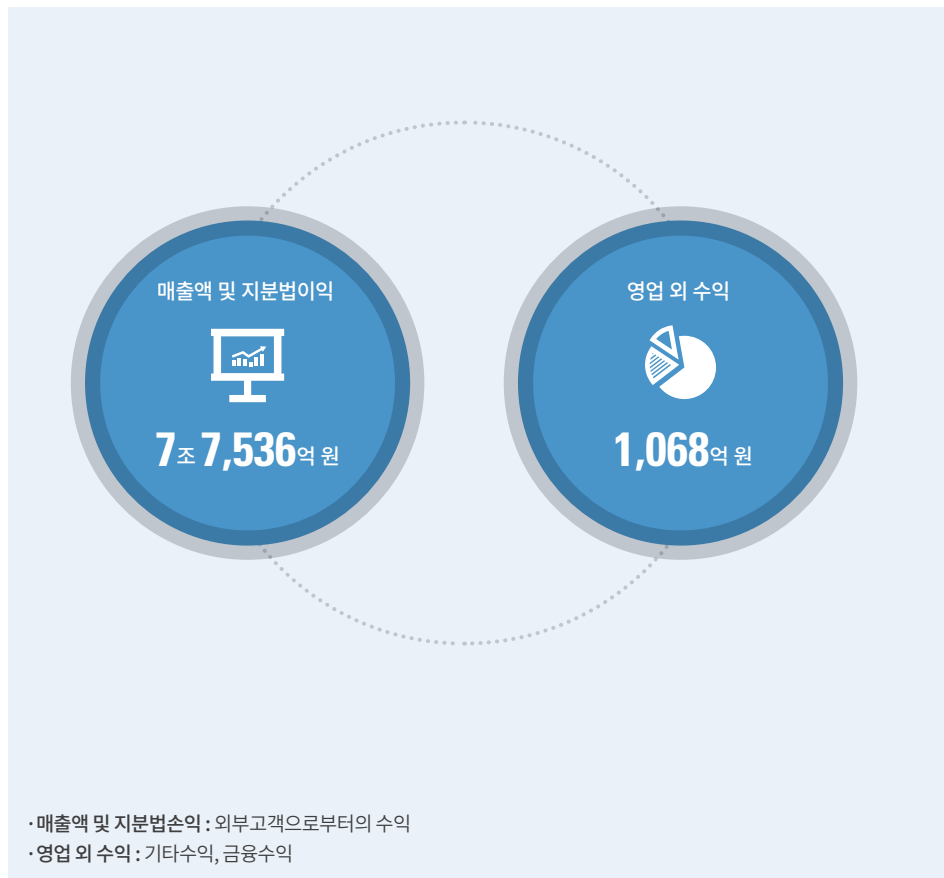 매출액 및 지분법이익
7조 7,536억 원
영업 외 수익
1,068억 원
· 매출액 및 지분법손익 : 외부고객으로부터의 수익
· 영업 외 수익 : 기타수익, 금융수익